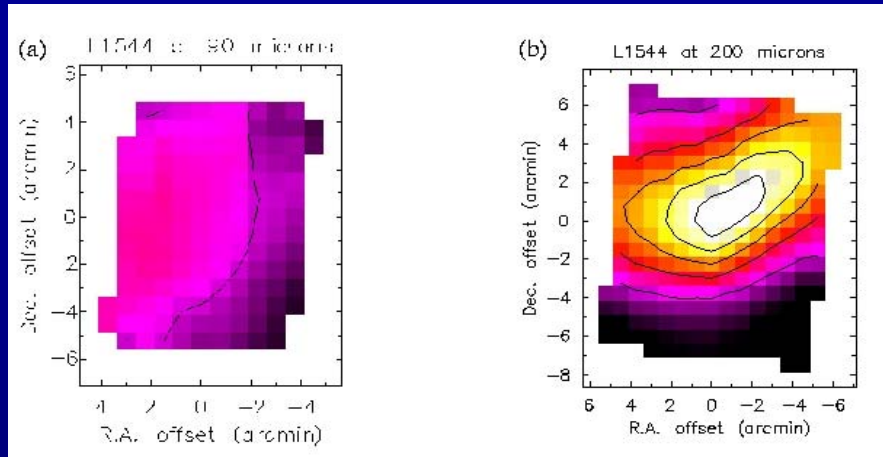 (a) L1544 at 90 microns
Dec. offset (arcmin)
4
2
0
2
−4
−6
4 2 0 −2 −4
R.A. offset (arcmin)
(b) L1544 at 200 microns
Dec. offset (arcmin)
6
4
2
0
−2
−4
−6
−8
6 4 2 0 −2 −4 −6
R.A. offset (arcmin)